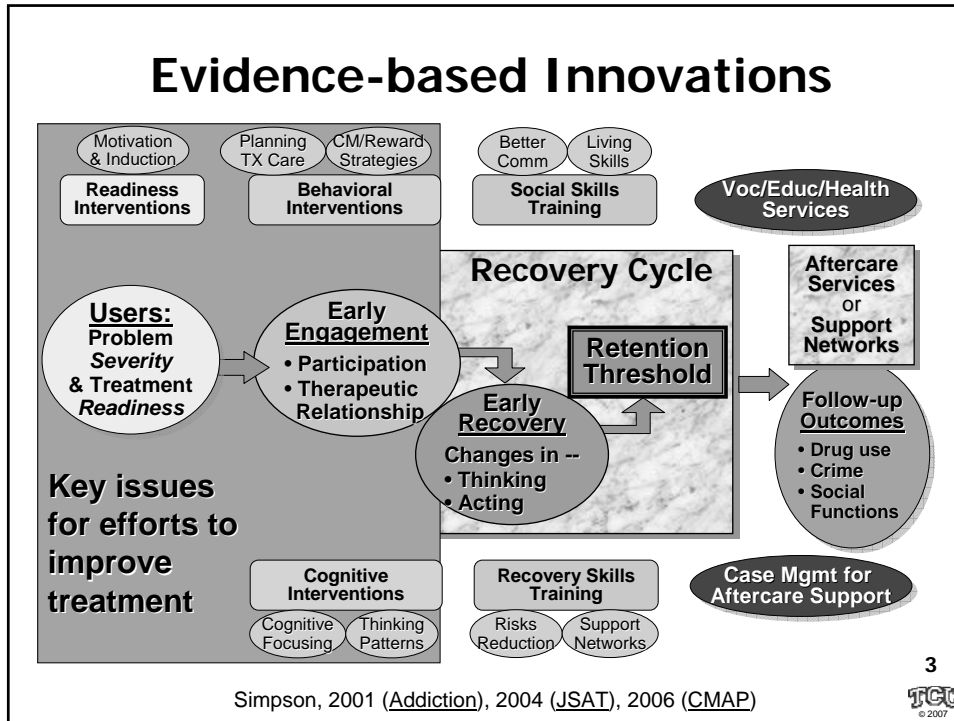 Evidence-based Innovations
Motivation
& Induction
Planning
TX Care
CM/Reward
Strategies
Better
Comm
Living
Skills
Readiness
Interventions
Behavioral
Interventions
Social Skills
Training
Voc/Educ/Health
Services
Recovery Cycle
Aftercare
Services
or
Support
Networks
Users:
Problem
Severity
& Treatment
Readiness
Early
Engagement
• Participation
• Therapeutic
Relationship
Retention
Threshold
Early
Recovery
Changes in --
• Thinking
• Acting
Follow-up
Outcomes
• Drug use
• Crime
• Social
Functions
Key issues
for efforts to
improve
treatment
Cognitive
Interventions
Recovery Skills
Training
Case Mgmt for
Aftercare Support
Cognitive
Focusing
Thinking
Patterns
Risks
Reduction
Support
Networks
3
Simpson, 2001 (Addiction), 2004 (JSAT), 2006 (CMAP)
TCU
© 2007